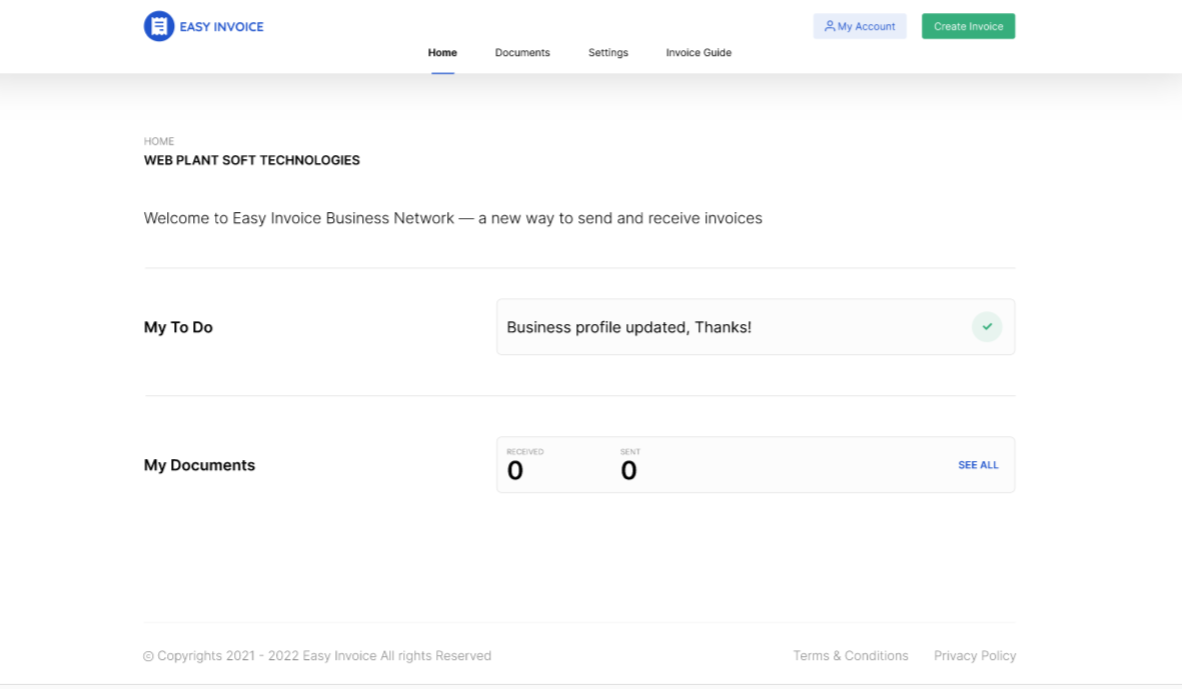 EASY INVOICE
My Account
Create Invoice
Home
Documents
Settings
Invoice Guide
HOME
WEB PLANT SOFT TECHNOLOGIES
Welcome to Easy Invoice Business Network — a new way to send and receive invoices
My To Do
Business profile updated, Thanks!
My Documents
RECEIVED
0
SENT
0
SEE ALL
© Copyrights 2021 - 2022 Easy Invoice All rights Reserved
Terms & Conditions
Privacy Policy